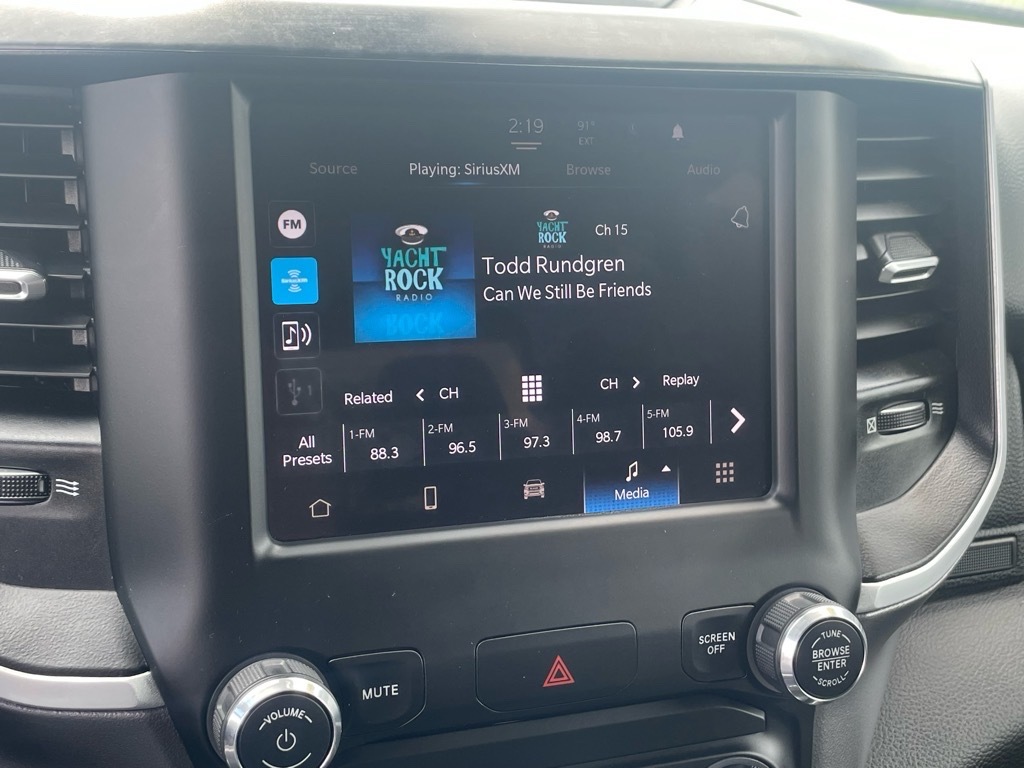 2:19
91°
EXT
Source
Playing: SiriusXM
Browse
Audio
FM
SiriusXM
1
YACHT
ROCK
RADIO
ROCK
YACHT
ROCK
RADIO
Ch 15
Todd Rundgren
Can We Still Be Friends
Related
CH
CH
Replay
All
Presets
1-FM
88.3
2-FM
96.5
3-FM
97.3
4-FM
98.7
5-FM
105.9
Media
VOLUME
MUTE
SCREEN
OFF
TUNE
BROWSE
ENTER
SCROLL